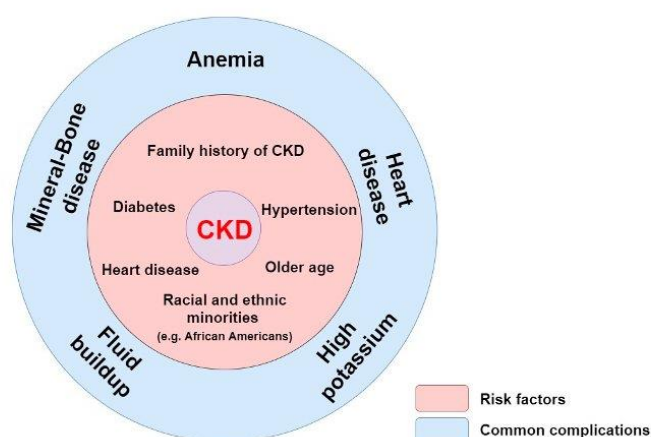 Anemia
Mineral-Bone
disease
Heart
disease
Family history of CKD
Diabetes
Hypertension
CKD
Heart disease
Older age
Racial and ethnic
minorities
(e.g. African Americans)
Fluid
buildup
High
potassium
Risk factors
Common complications